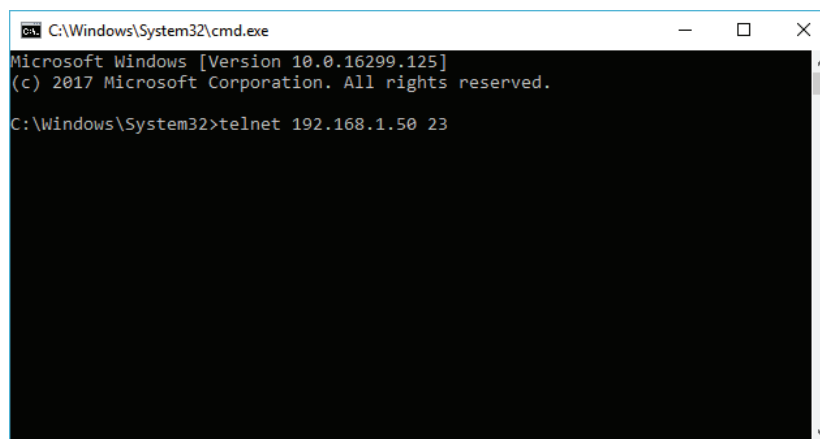 C:\Windows\System32\cmd.exe
Microsoft Windows [Version 10.0.16299.125]
(c) 2017 Microsoft Corporation. All rights reserved.
C:\Windows\System32>telnet 192.168.1.50 23